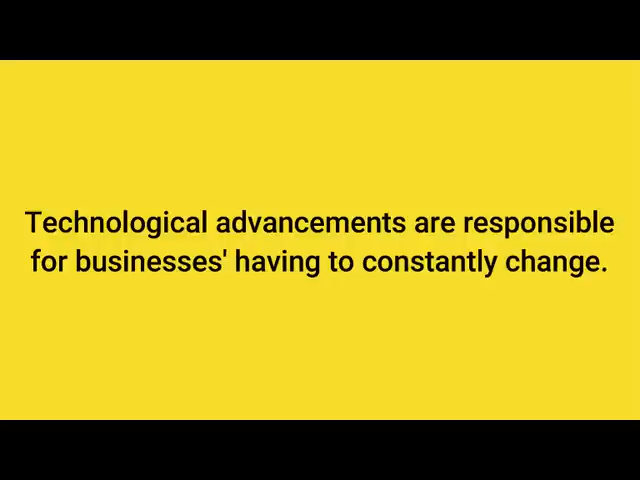 Technological advancements are responsible
for businesses' having to constantly change.